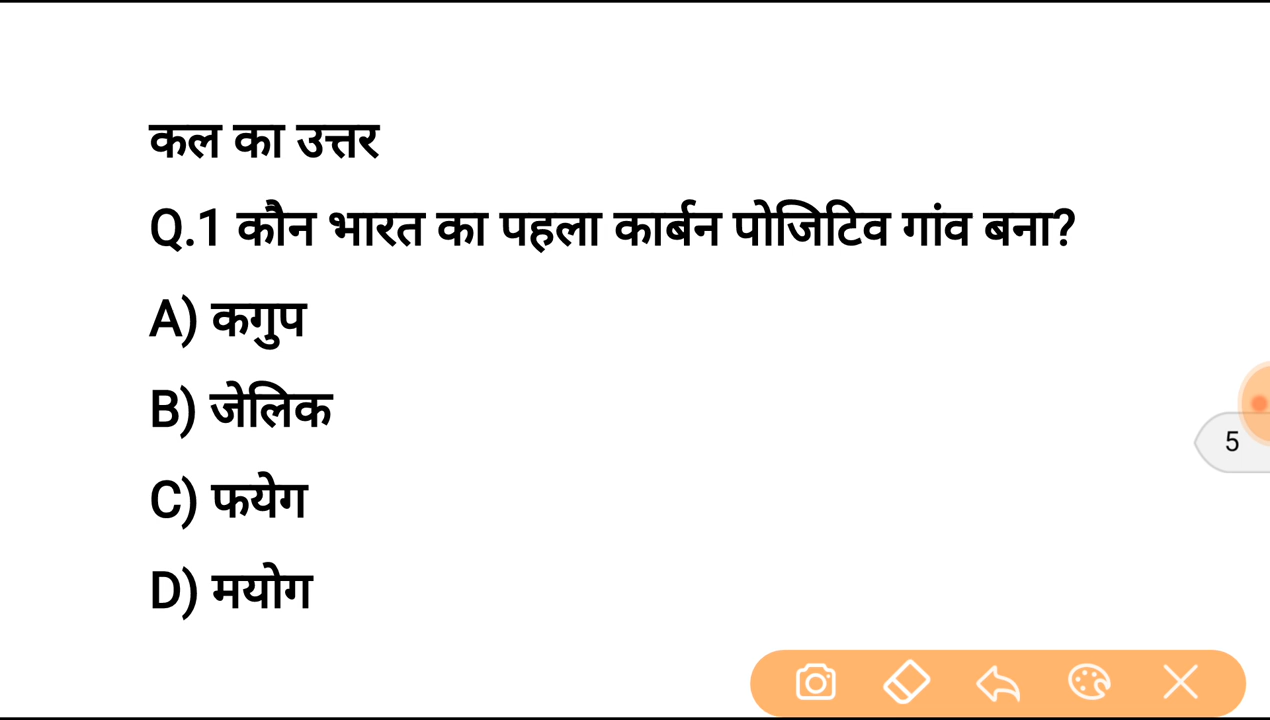 कल का उत्तर
Q.1 कौन भारत का पहला कार्बन पोजिटिव गांव बना?
A) कगुप
B) जेलिक
C) फयेग
D) मयोग
5